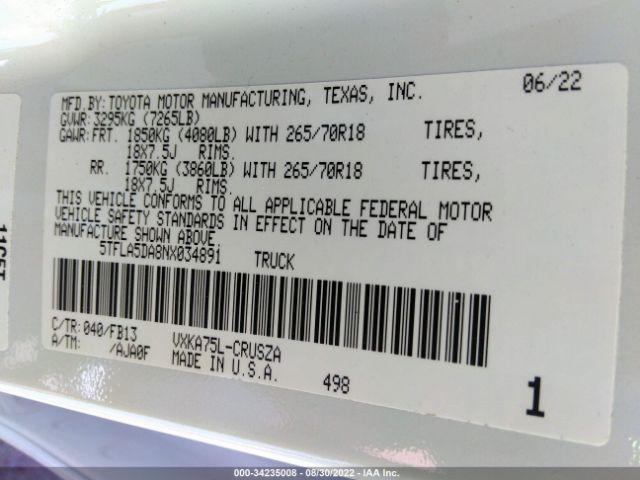 MFD.BY:TOYOTA MOTOR MANUFACTURING, TEXAS, INC. 06/22
GVWR:3295KG (7265LB)
GAWR:FRT. 1850KG (4080LB) WITH 265/70R18 TIRES,
18X7.5J RIMS.
RR. 1750KG (3860LB) WITH 265/70R18 TIRES,
18X7.5J RIMS.
THIS VEHICLE CONFORMS TO ALL APPLICABLE FEDERAL MOTOR
VEHICLE SAFETY STANDARDS IN EFFECT ON THE DATE OF
MANUFACTURE SHOWN ABOVE.
5TFLA5DA8NX034891 TRUCK
C/TR:040/FB13 VXKA75L-CRUSZA
A/TM: /AJA0F MADE IN U.S.A.
498 1
000-34235008 - 08/30/2022 - IAA Inc.